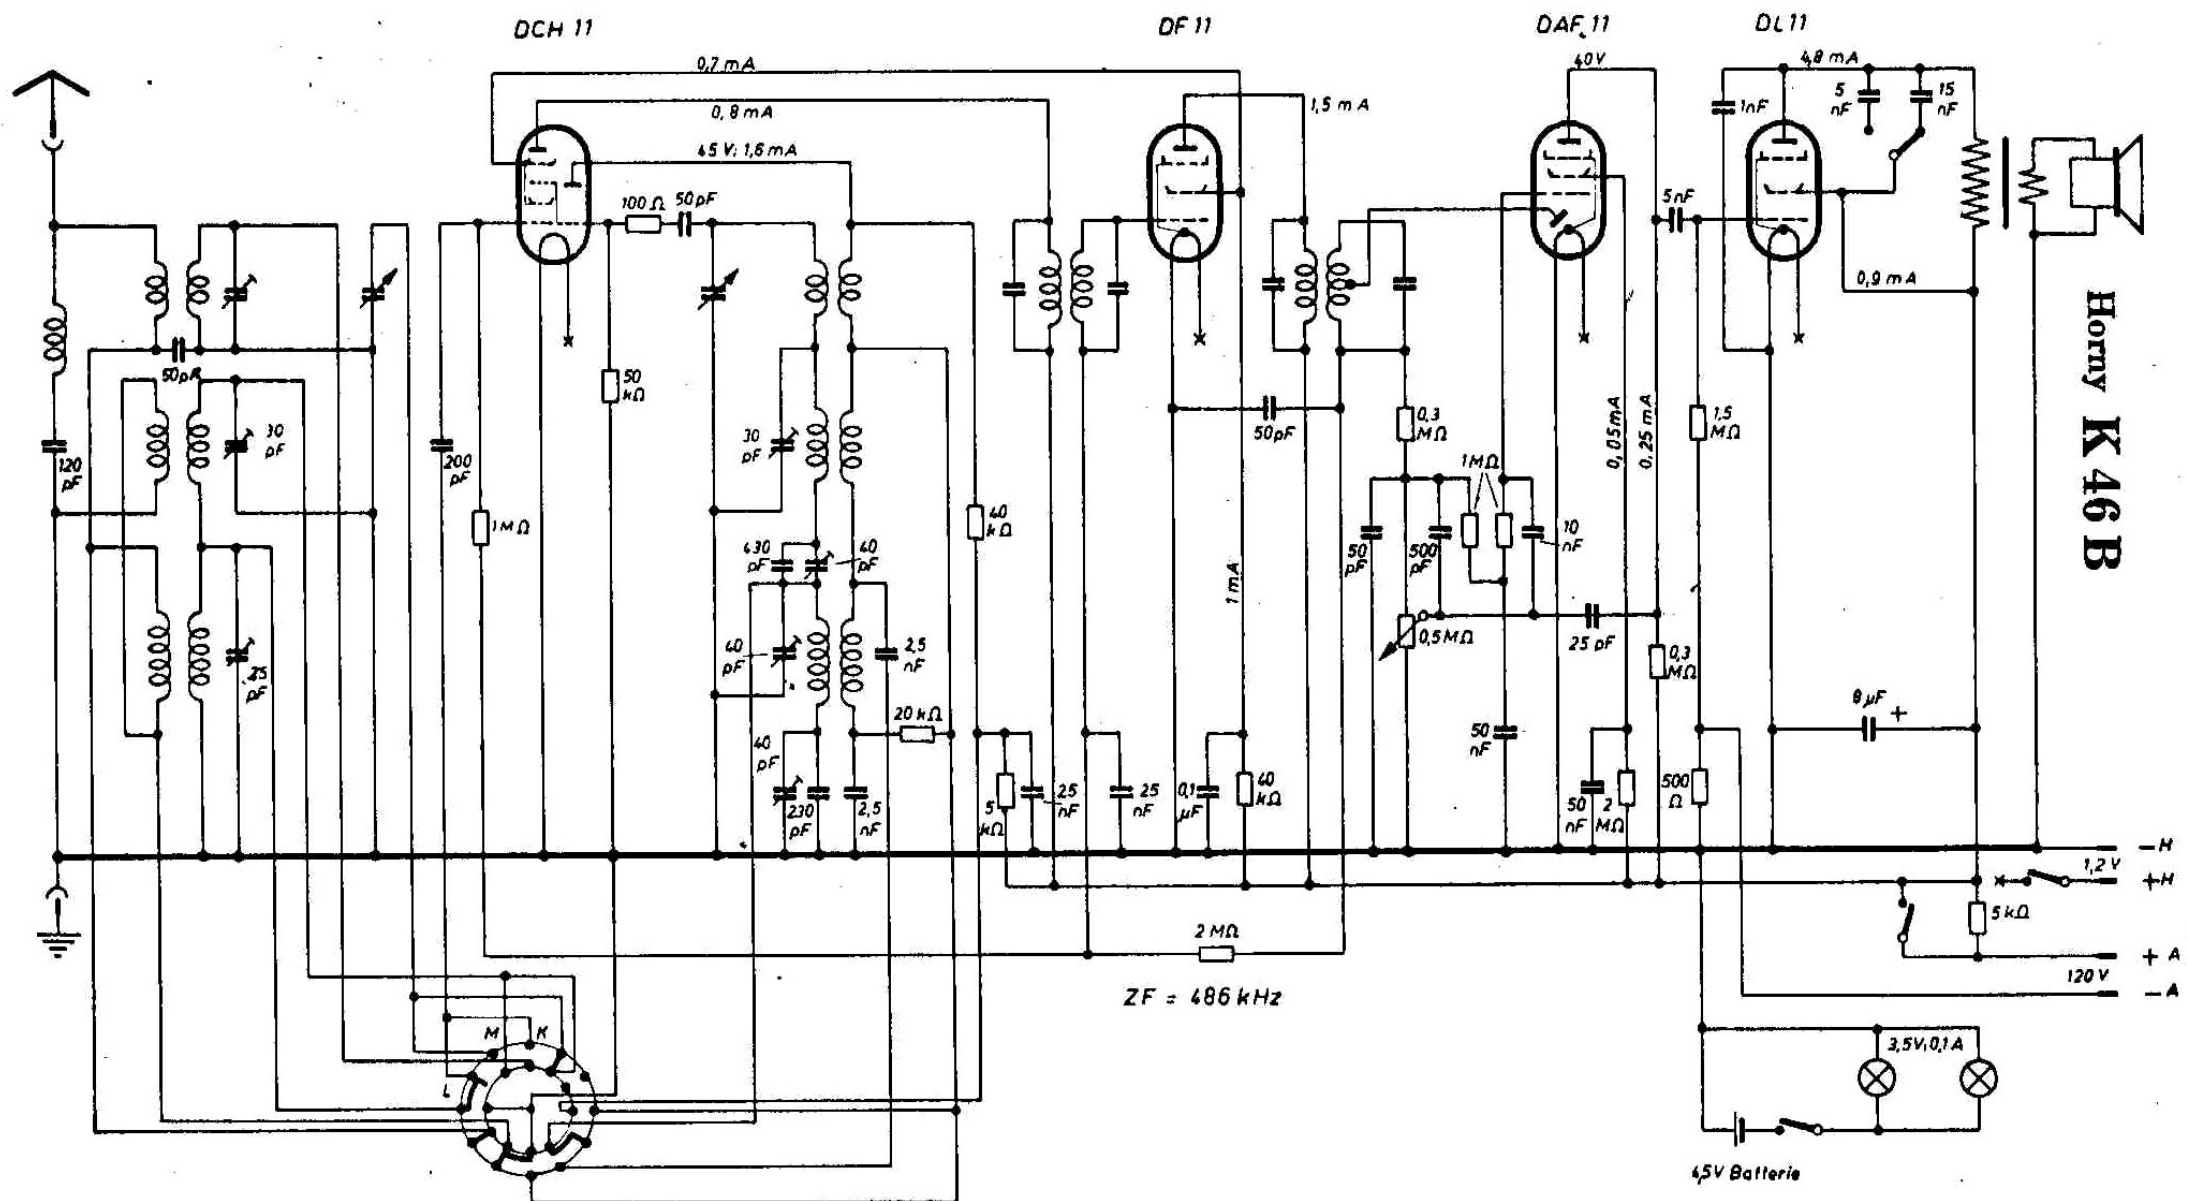 DCH 11
DF 11
DAF 11
DL 11
0,7 mA
0,8 mA
45 V; 1,6 mA
1,5 mA
40 V
4,8 mA
5 nF
15 nF
1nF
100 Ω
50 pF
5 nF
0,9 mA
Horny K 46 B
50 pF
120 pF
30 pF
200 pF
50 kΩ
30 pF
50 pF
0,3 MΩ
1 MΩ
0,05 mA
0,25 mA
1,5 MΩ
1 MΩ
430 pF
40 pF
40 kΩ
1 mA
50 pF
500 pF
10 nF
25 pF
40 pF
2,5 nF
0,5 MΩ
25 pF
0,3 MΩ
20 kΩ
8 µF +
40 pF
230 pF
2,5 nF
5 kΩ
25 nF
25 nF
0,1 µF
40 kΩ
50 nF
50 nF
2 MΩ
500 Ω
– H
1,2 V
+ H
5 kΩ
2 MΩ
+ A
120 V
– A
ZF = 486 kHz
M
K
L
3,5V; 0,1 A
4,5V Batterie